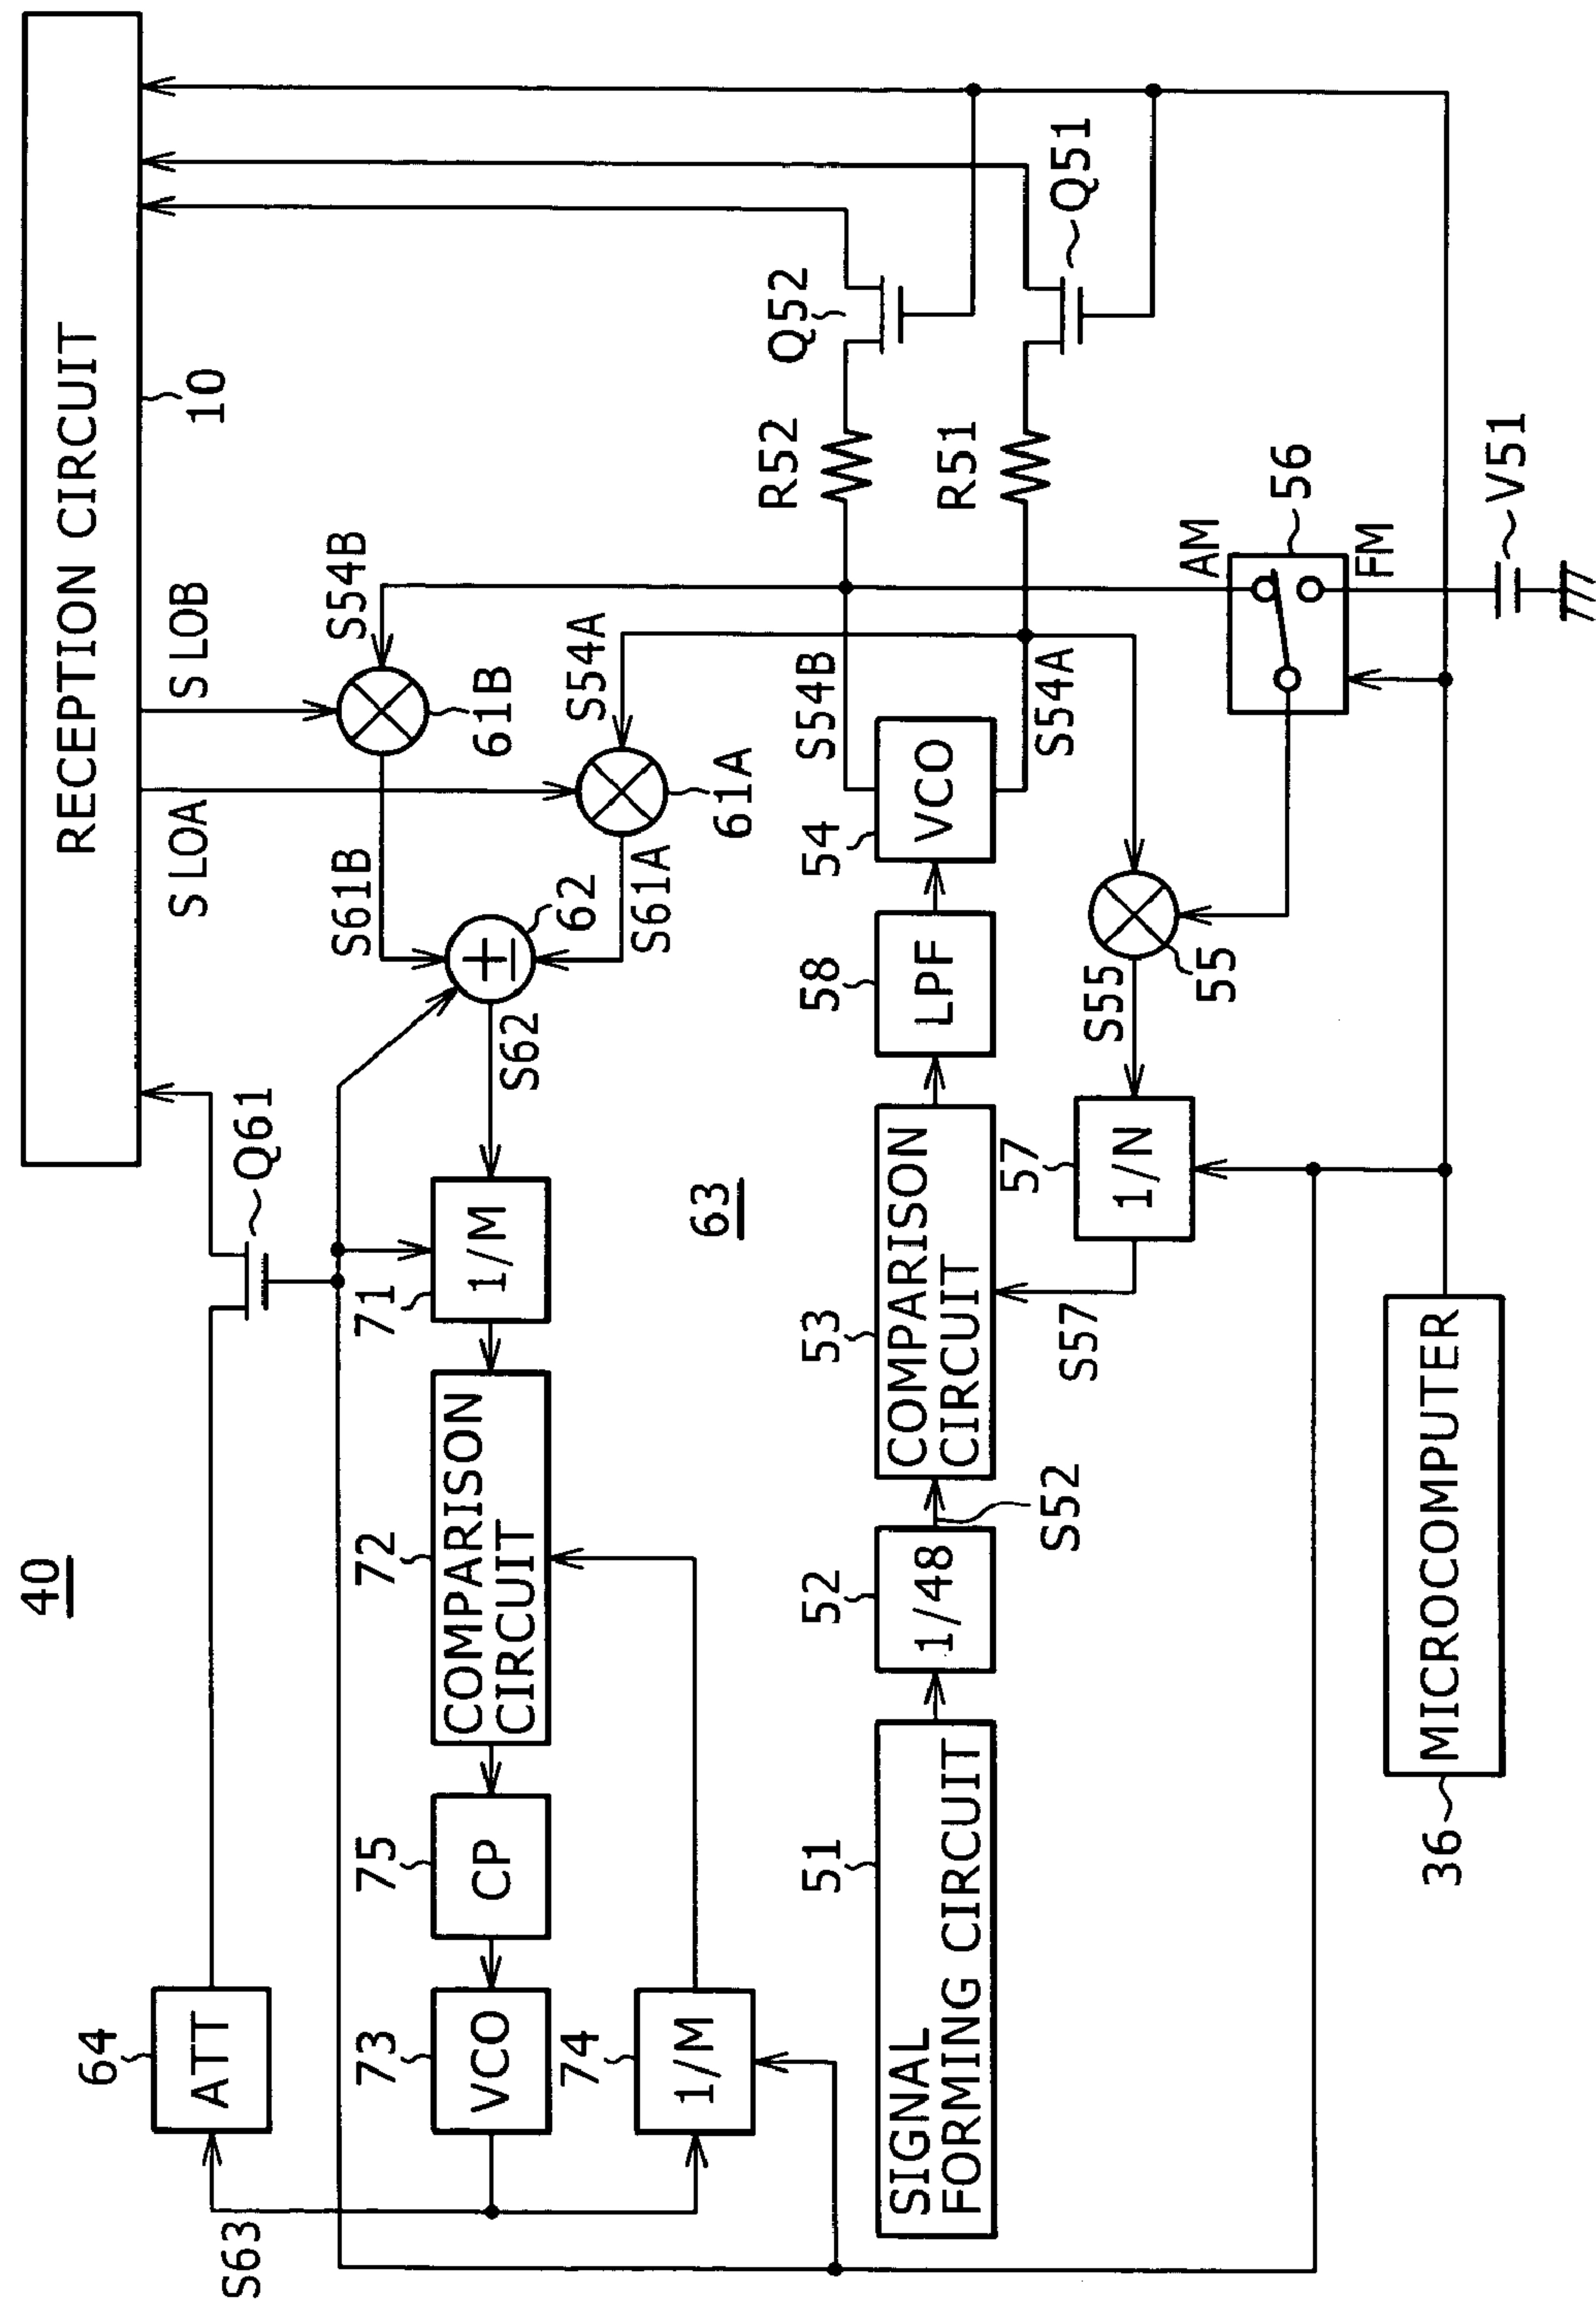 40
RECEPTION CIRCUIT
10
64
ATT
S63
Q61
S LOA
S LOB
S61B
S54B
61B
73
VCO
75
CP
72
COMPARISON
CIRCUIT
71
1/M
S62
62
S61A
61A
S54A
74
1/M
63
Q52
R52
S54B
51
SIGNAL
FORMING CIRCUIT
52
1/48
S52
53
COMPARISON
CIRCUIT
58
LPF
54
VCO
S54A
R51
Q51
S57
57
1/N
S55
55
AM
56
FM
V51
36
MICROCOMPUTER